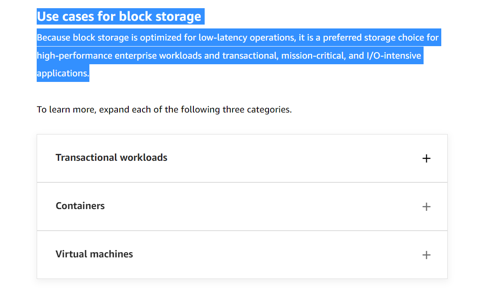 Use cases for block storage
Because block storage is optimized for low-latency operations, it is a preferred storage choice for
high-performance enterprise workloads and transactional, mission-critical, and I/O-intensive
applications.
To learn more, expand each of the following three categories.
Transactional workloads
Containers
Virtual machines